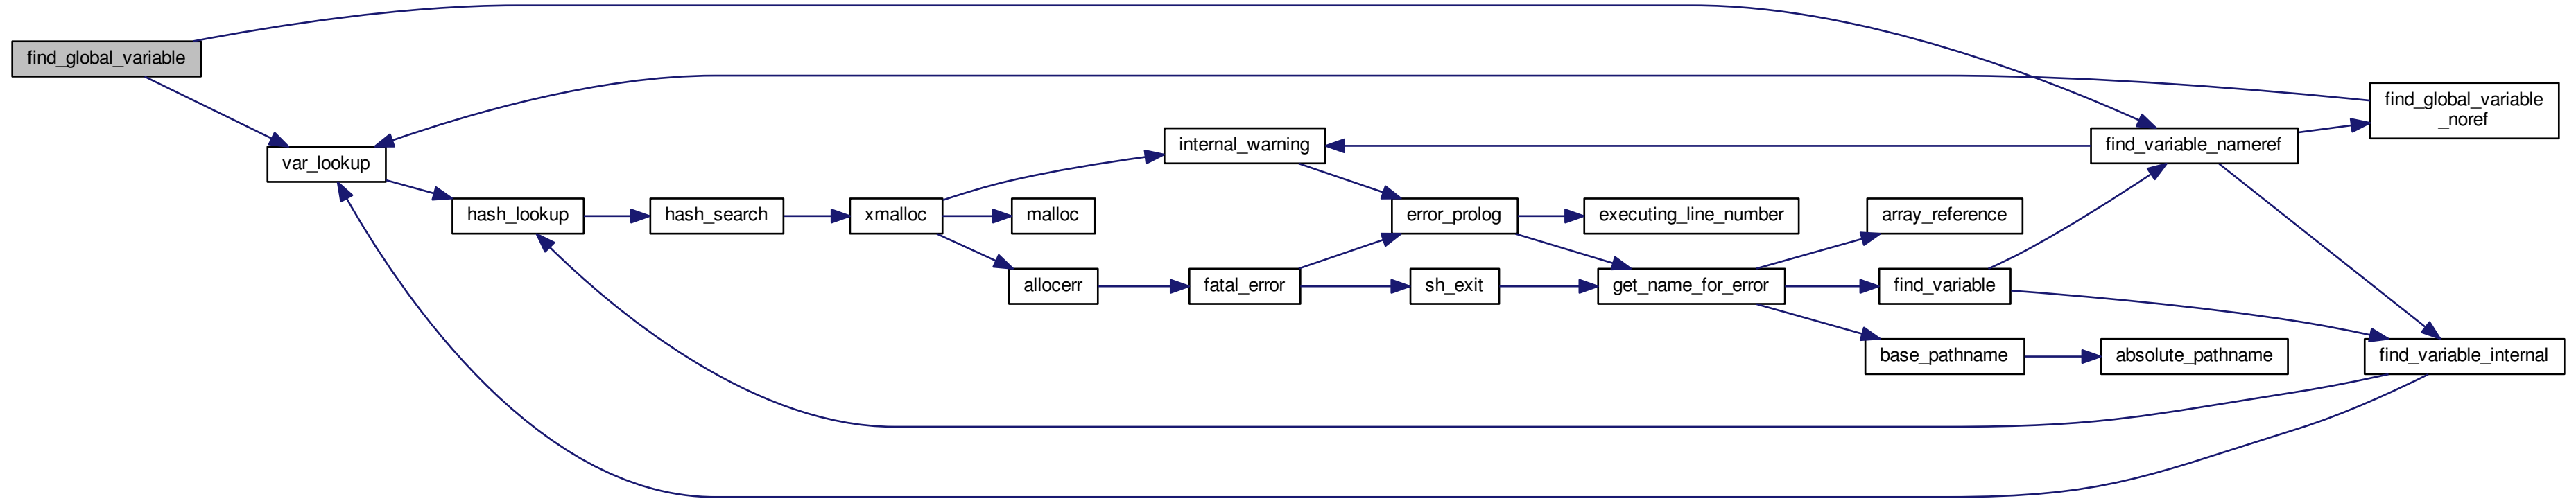 find_global_variable
find_global_variable
_noref
internal_warning
find_variable_nameref
var_lookup
hash_lookup
hash_search
xmalloc
malloc
error_prolog
executing_line_number
array_reference
allocerr
fatal_error
sh_exit
get_name_for_error
find_variable
base_pathname
absolute_pathname
find_variable_internal